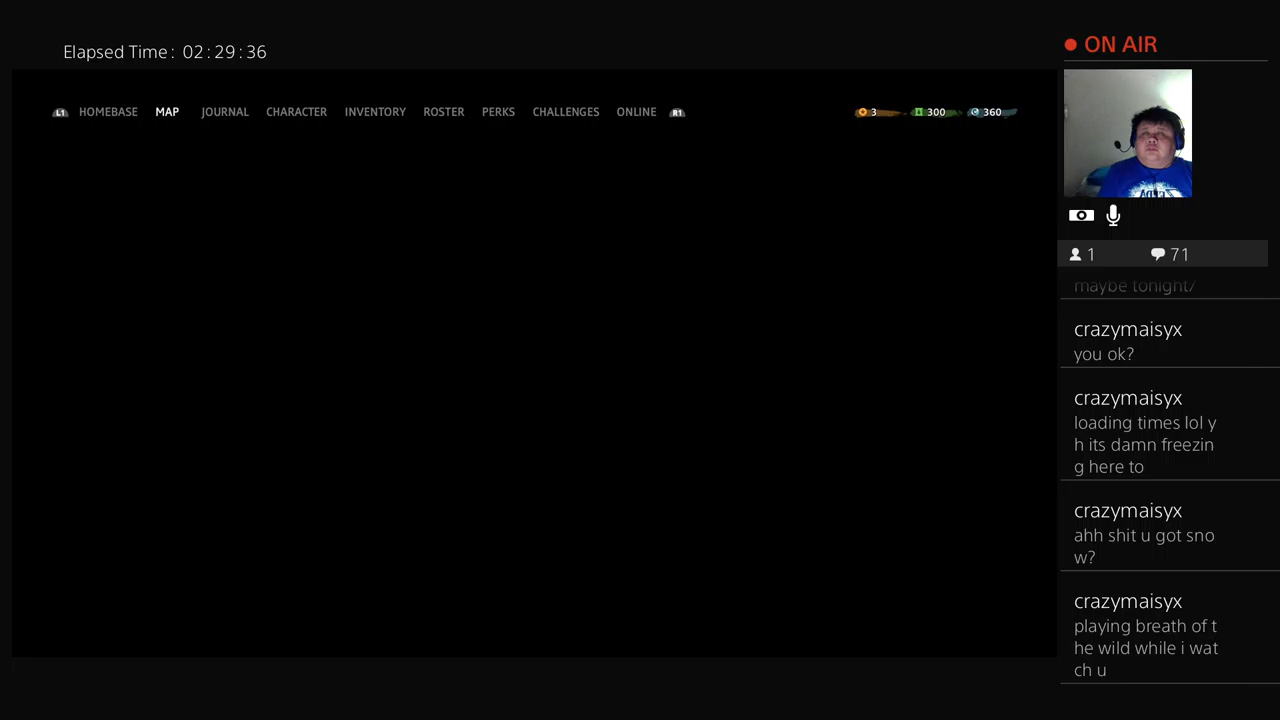 Elapsed Time: 02:29:36
ON AIR
L1 HOMEBASE MAP JOURNAL CHARACTER INVENTORY ROSTER PERKS CHALLENGES ONLINE R1
3 300 360
1 71
maybe tonight/
crazymaisyx
you ok?
crazymaisyx
loading times lol y
h its damn freezin
g here to
crazymaisyx
ahh shit u got sno
w?
crazymaisyx
playing breath of t
he wild while i wat
ch u